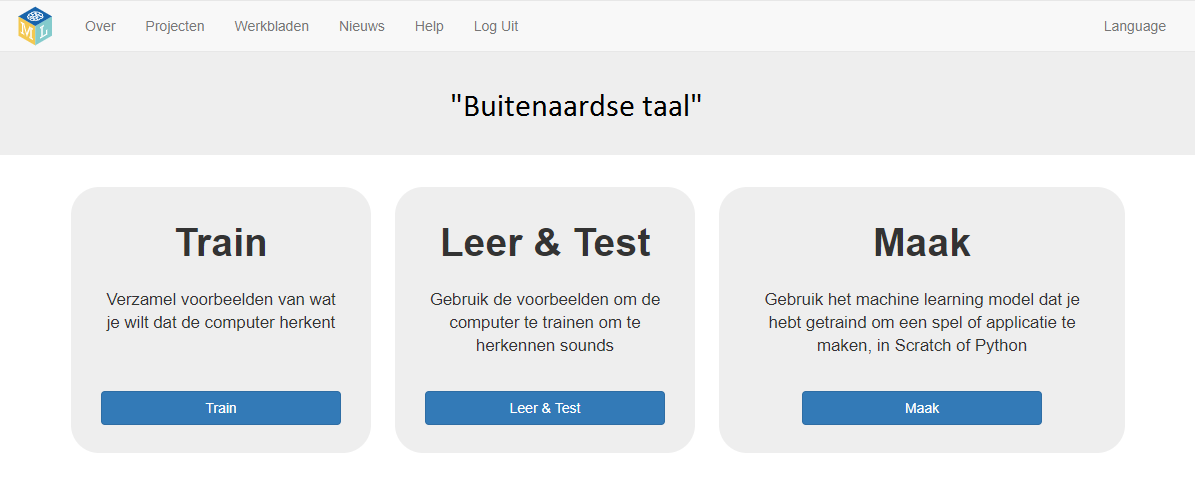 M L
Over Projecten Werkbladen Nieuws Help Log Uit Language
"Buitenaardse taal"
Train
Verzamel voorbeelden van wat
je wilt dat de computer herkent
Train
Leer & Test
Gebruik de voorbeelden om de
computer te trainen om te
herkennen sounds
Leer & Test
Maak
Gebruik het machine learning model dat je
hebt getraind om een spel of applicatie te
maken, in Scratch of Python
Maak